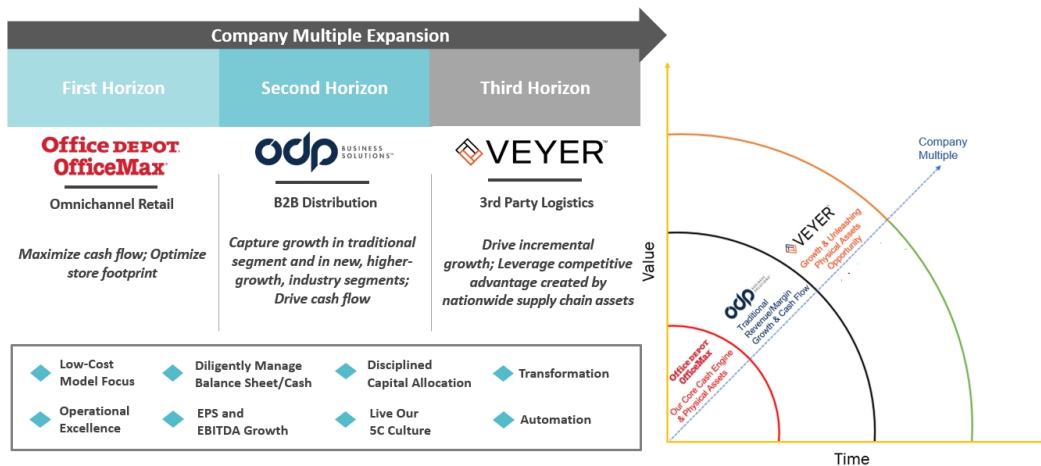 Company Multiple Expansion
First Horizon
Second Horizon
Third Horizon
Office DEPOT
OfficeMax
Omnichannel Retail
Maximize cash flow; Optimize
store footprint
odp BUSINESS
SOLUTIONS™
B2B Distribution
Capture growth in traditional
segment and in new, higher-
growth, industry segments;
Drive cash flow
VEYER™
3rd Party Logistics
Drive incremental
growth; Leverage competitive
advantage created by
nationwide supply chain assets
Low-Cost
Model Focus
Diligently Manage
Balance Sheet/Cash
Disciplined
Capital Allocation
Transformation
Operational
Excellence
EPS and
EBITDA Growth
Live Our
5C Culture
Automation
Value
Company
Multiple
VEYER
Growth & Unleashing
Physical Assets
Opportunity
odp
Traditional
Revenue/Margin
Growth & Cash Flow
Office DEPOT
OfficeMax
Our Core Cash Engine
& Physical Assets
Time